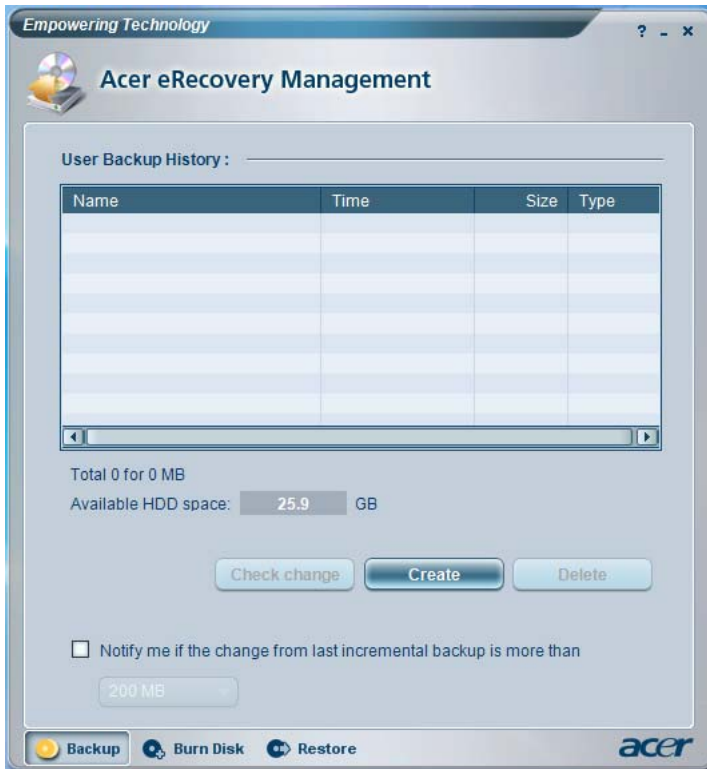 Empowering Technology
? - ×
Acer eRecovery Management
User Backup History :
Name Time Size Type
Total 0 for 0 MB
Available HDD space: 25.9 GB
Check change Create Delete
Notify me if the change from last incremental backup is more than
200 MB
Backup Burn Disk Restore
acer